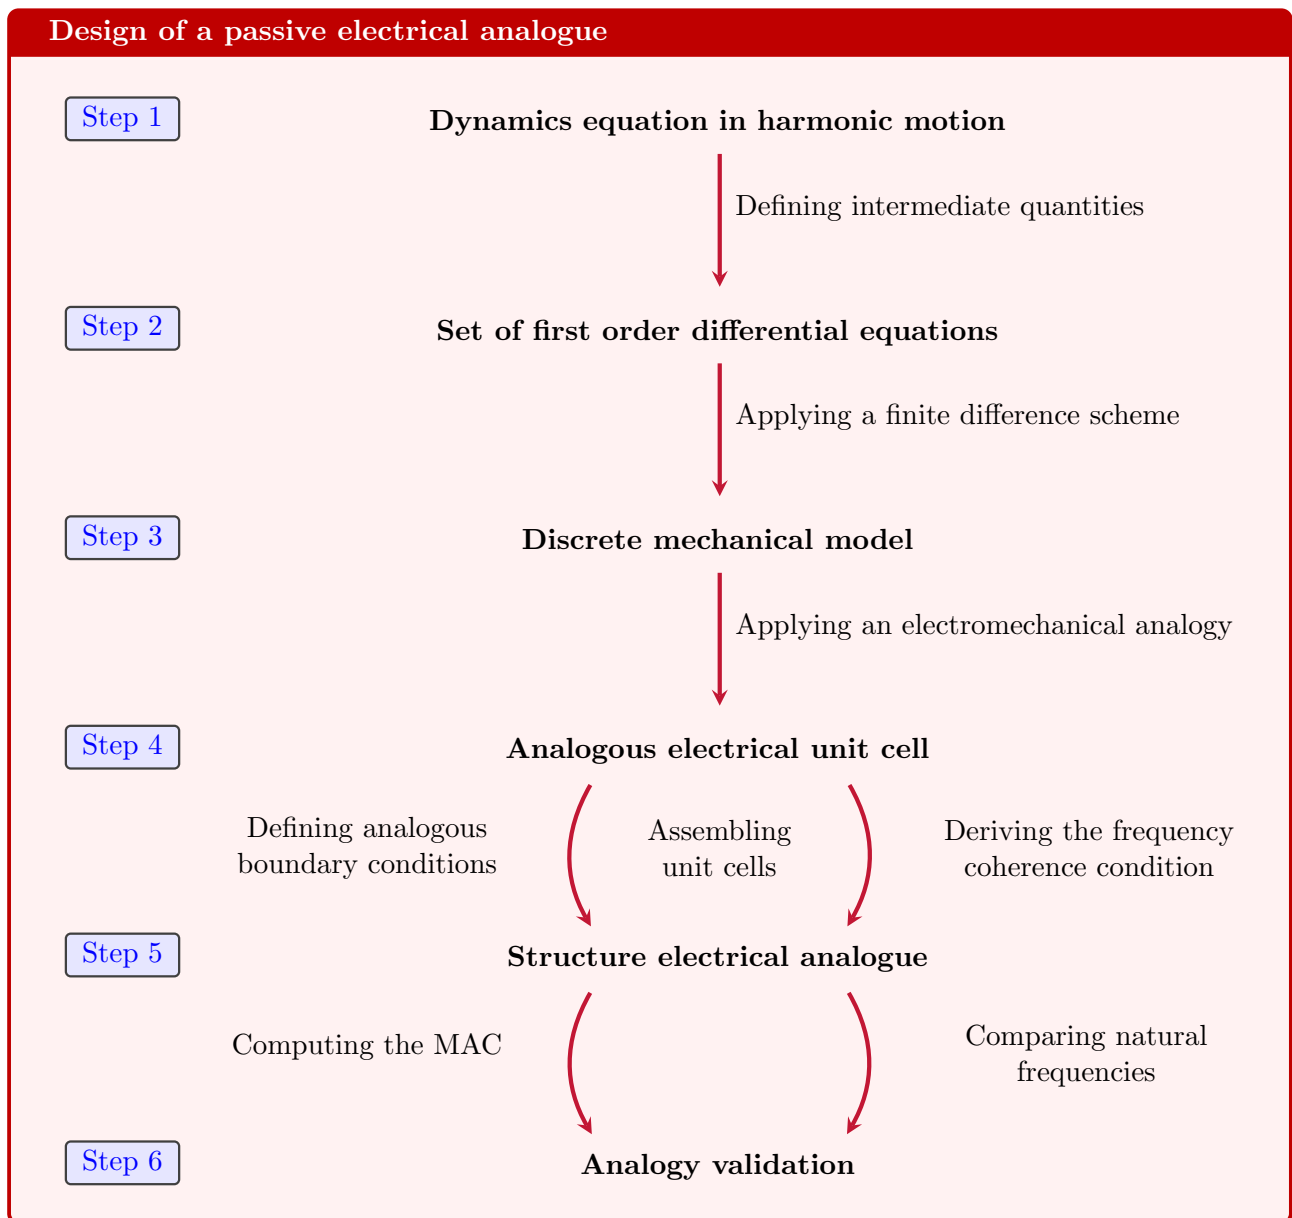 Design of a passive electrical analogue
Step 1
Dynamics equation in harmonic motion
Defining intermediate quantities
Step 2
Set of first order differential equations
Applying a finite difference scheme
Step 3
Discrete mechanical model
Applying an electromechanical analogy
Step 4
Analogous electrical unit cell
Defining analogous
boundary conditions
Assembling
unit cells
Deriving the frequency
coherence condition
Step 5
Structure electrical analogue
Computing the MAC
Comparing natural
frequencies
Step 6
Analogy validation